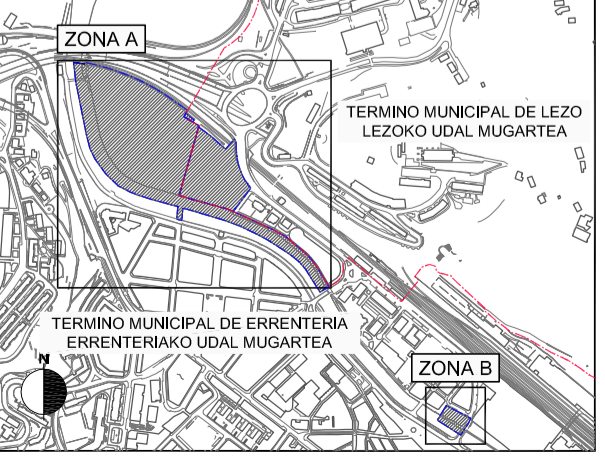 ZONA A
TERMINO MUNICIPAL DE LEZO
LEZOKO UDAL MUGARTEA
TERMINO MUNICIPAL DE ERRENTERIA
ERRENTERIAKO UDAL MUGARTEA
N
ZONA B